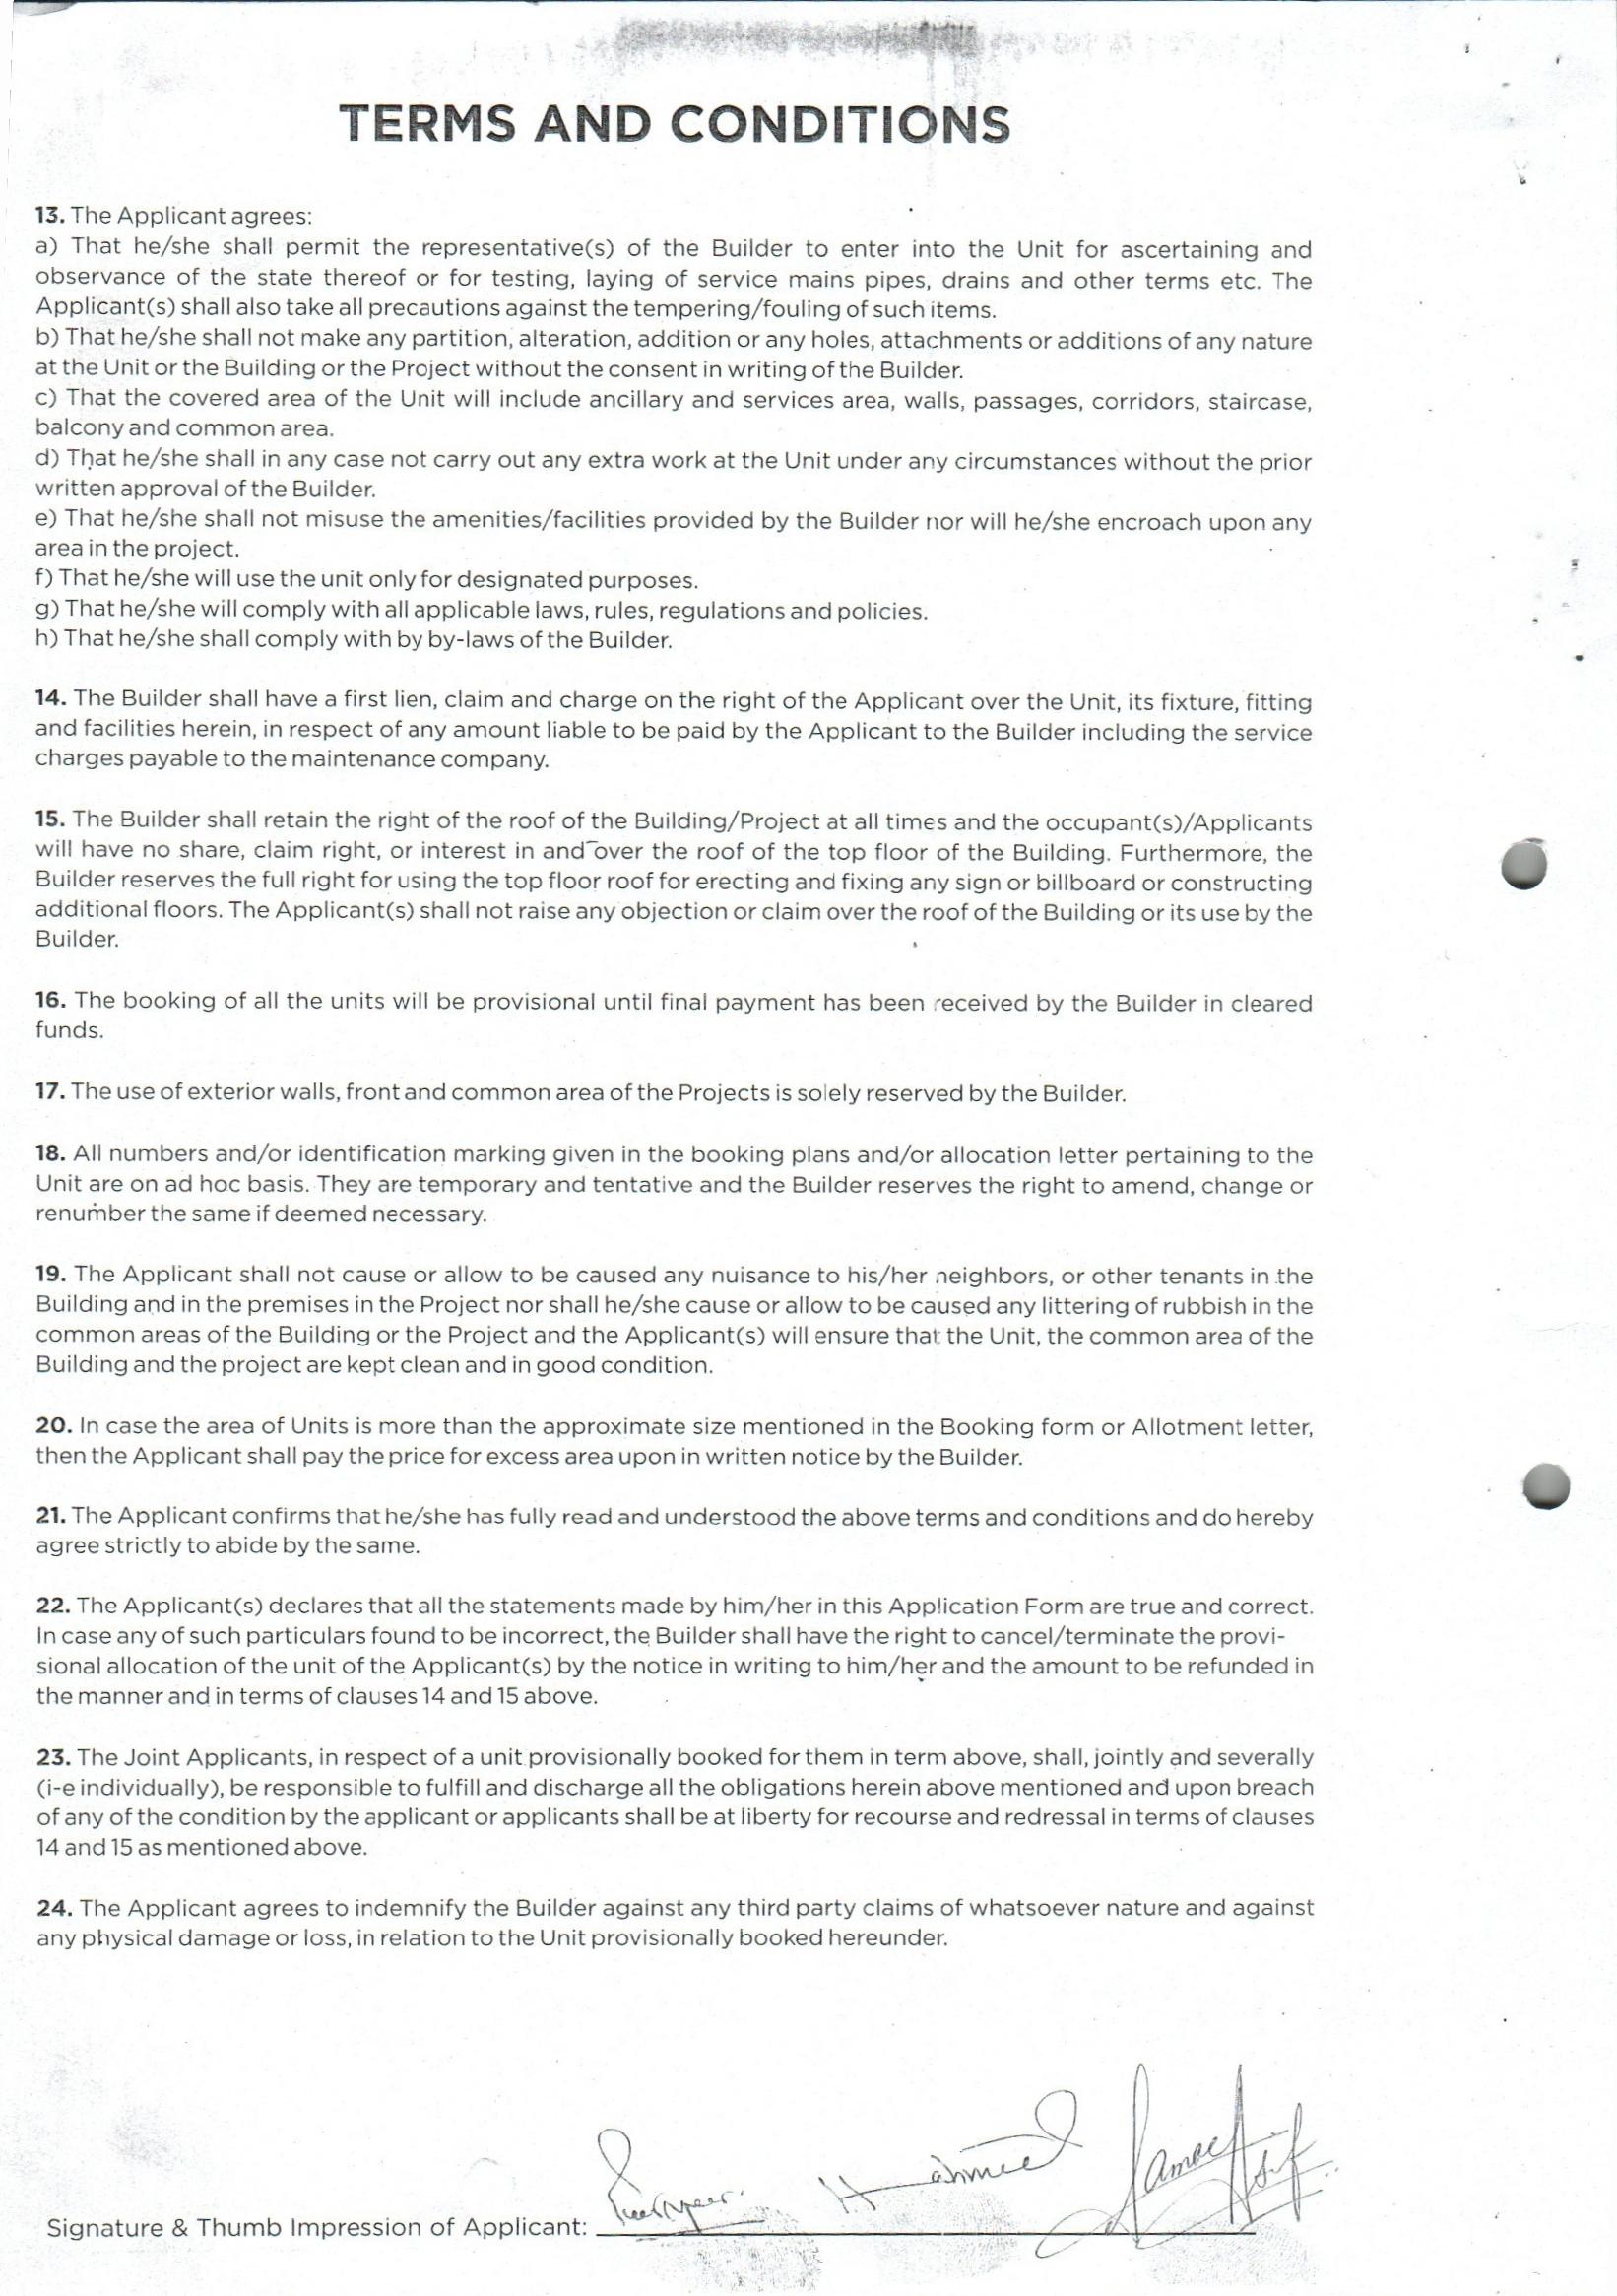 TERMS AND CONDITIONS
13. The Applicant agrees:
a) That he/she shall permit the representative(s) of the Builder to enter into the Unit for ascertaining and
observance of the state thereof or for testing, laying of service mains pipes, drains and other terms etc. The
Applicant(s) shall also take all precautions against the tempering/fouling of such items.
b) That he/she shall not make any partition, alteration, addition or any holes, attachments or additions of any nature
at the Unit or the Building or the Project without the consent in writing of the Builder.
c) That the covered area of the Unit will include ancillary and services area, walls, passages, corridors, staircase,
balcony and common area.
d) That he/she shall in any case not carry out any extra work at the Unit under any circumstances without the prior
written approval of the Builder.
e) That he/she shall not misuse the amenities/facilities provided by the Builder nor will he/she encroach upon any
area in the project.
f) That he/she will use the unit only for designated purposes.
g) That he/she will comply with all applicable laws, rules, regulations and policies.
h) That he/she shall comply with by by-laws of the Builder.
14. The Builder shall have a first lien, claim and charge on the right of the Applicant over the Unit, its fixture, fitting
and facilities herein, in respect of any amount liable to be paid by the Applicant to the Builder including the service
charges payable to the maintenance company.
15. The Builder shall retain the right of the roof of the Building/Project at all times and the occupant(s)/Applicants
will have no share, claim right, or interest in and over the roof of the top floor of the Building. Furthermore, the
Builder reserves the full right for using the top floor roof for erecting and fixing any sign or billboard or constructing
additional floors. The Applicant(s) shall not raise any objection or claim over the roof of the Building or its use by the
Builder.
16. The booking of all the units will be provisional until final payment has been received by the Builder in cleared
funds.
17. The use of exterior walls, front and common area of the Projects is solely reserved by the Builder.
18. All numbers and/or identification marking given in the booking plans and/or allocation letter pertaining to the
Unit are on ad hoc basis. They are temporary and tentative and the Builder reserves the right to amend, change or
renumber the same if deemed necessary.
19. The Applicant shall not cause or allow to be caused any nuisance to his/her neighbors, or other tenants in the
Building and in the premises in the Project nor shall he/she cause or allow to be caused any littering of rubbish in the
common areas of the Building or the Project and the Applicant(s) will ensure that the Unit, the common area of the
Building and the project are kept clean and in good condition.
20. In case the area of Units is more than the approximate size mentioned in the Booking form or Allotment letter,
then the Applicant shall pay the price for excess area upon in written notice by the Builder.
21. The Applicant confirms that he/she has fully read and understood the above terms and conditions and do hereby
agree strictly to abide by the same.
22. The Applicant(s) declares that all the statements made by him/her in this Application Form are true and correct.
In case any of such particulars found to be incorrect, the Builder shall have the right to cancel/terminate the provi-
sional allocation of the unit of the Applicant(s) by the notice in writing to him/her and the amount to be refunded in
the manner and in terms of clauses 14 and 15 above.
23. The Joint Applicants, in respect of a unit provisionally booked for them in term above, shall, jointly and severally
(i-e individually), be responsible to fulfill and discharge all the obligations herein above mentioned and upon breach
of any of the condition by the applicant or applicants shall be at liberty for recourse and redressal in terms of clauses
14 and 15 as mentioned above.
24. The Applicant agrees to indemnify the Builder against any third party claims of whatsoever nature and against
any physical damage or loss, in relation to the Unit provisionally booked hereunder.
Signature & Thumb Impression of Applicant: